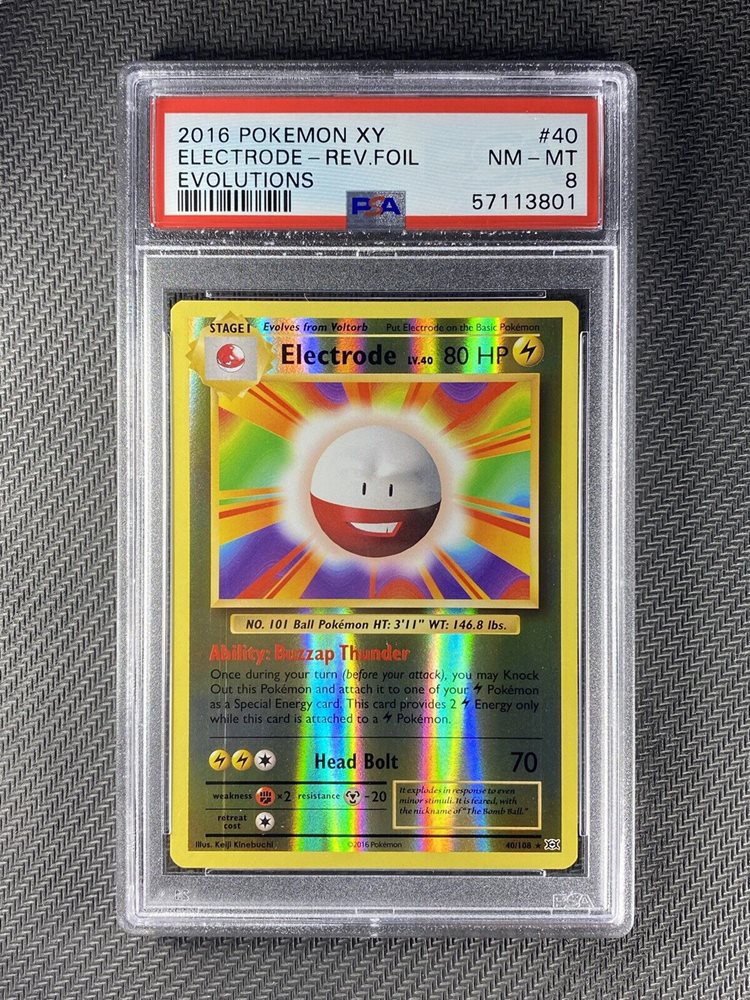 2016 POKEMON XY #40
ELECTRODE - REV.FOIL NM - MT
EVOLUTIONS 8
PSA 57113801
STAGE 1 Evolves from Voltorb Put Electrode on the Basic Pokémon
Electrode LV.40 80 HP
NO. 101 Ball Pokémon HT: 3'11" WT: 146.8 lbs.
Ability: Buzzap Thunder
Once during your turn (before your attack), you may Knock
Out this Pokémon and attach it to one of your Pokémon
as a Special Energy card. This card provides 2 Energy only
while this card is attached to a Pokémon.
Head Bolt 70
weakness ×2 resistance -20
retreat
cost
It explodes in response to even
minor stimuli. It is feared, with
the nickname of "The Bomb Ball."
Illus. Keiji Kinebuchi ©2016 Pokémon 40/108 ★ XY
PSA